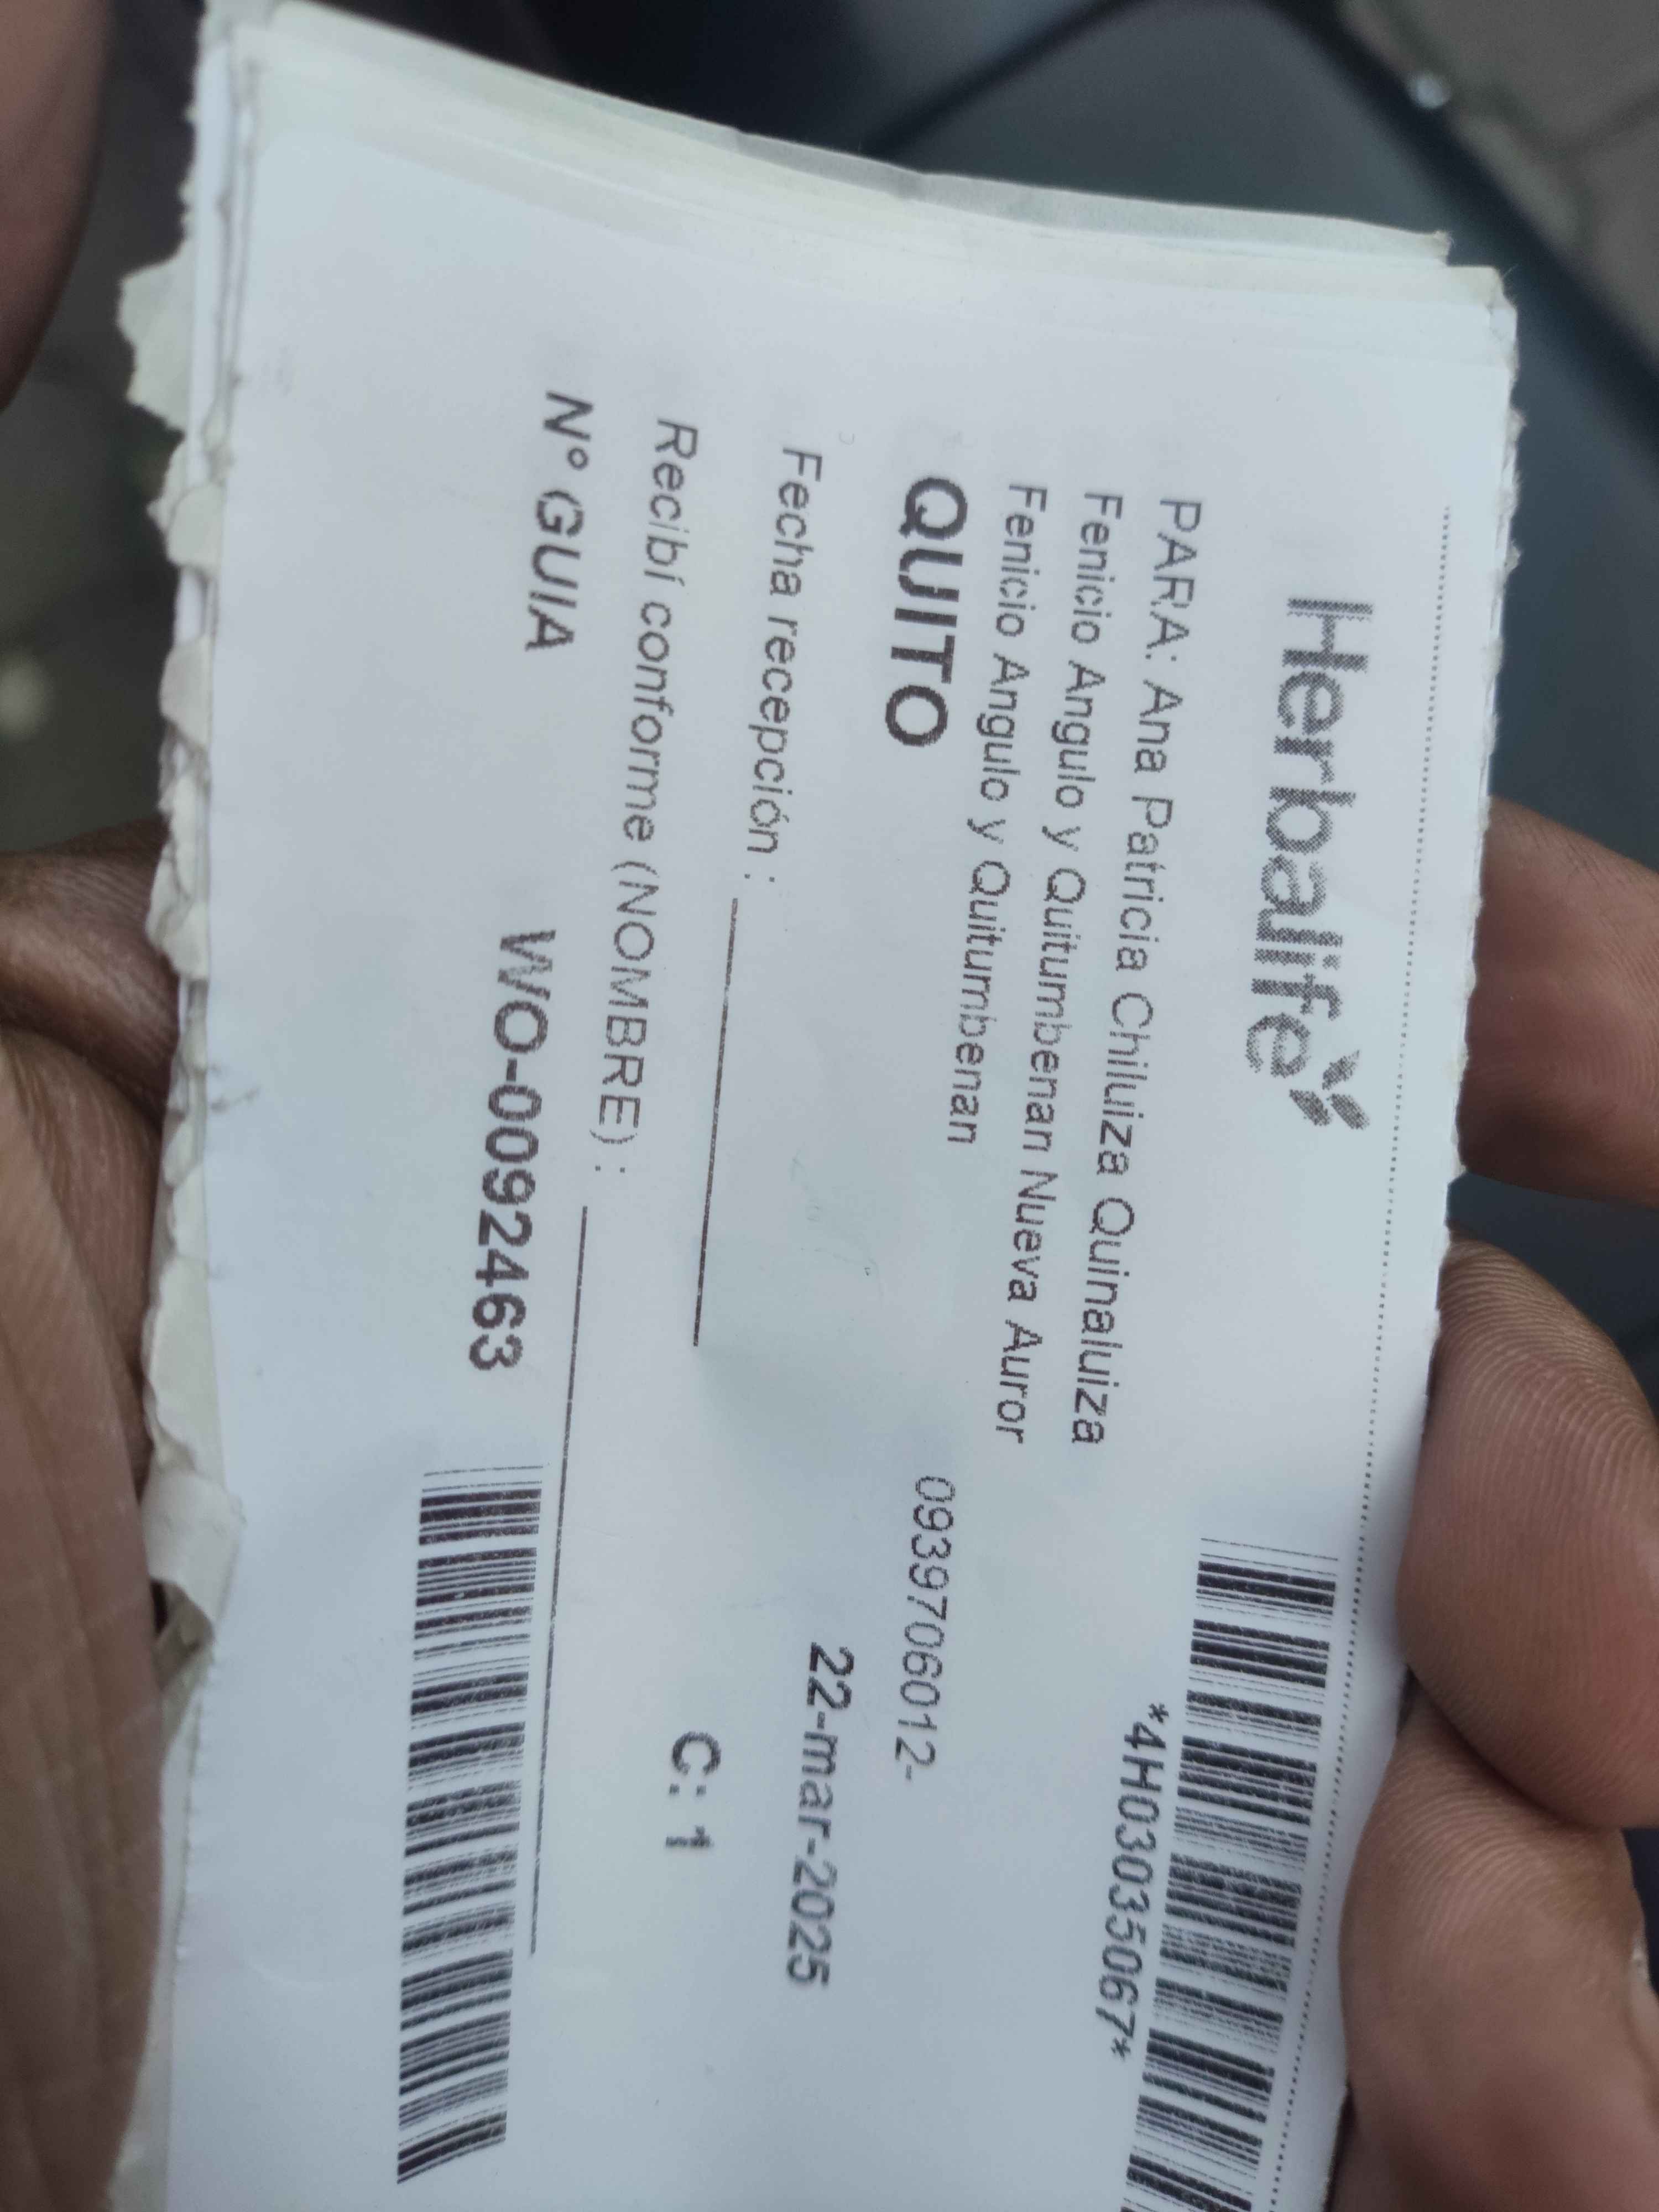 Herbalife
*4H03035067*
PARA: Ana Patricia Chiluiza Quinaluiza
Fenicio Angulo y Quitumbenan Nueva Auror
Fenicio Angulo y Quitumbenan
QUITO
0939706012-
22-mar-2025
Fecha recepción :
Recibí conforme (NOMBRE) :
C: 1
N° GUIA
WO-0092463